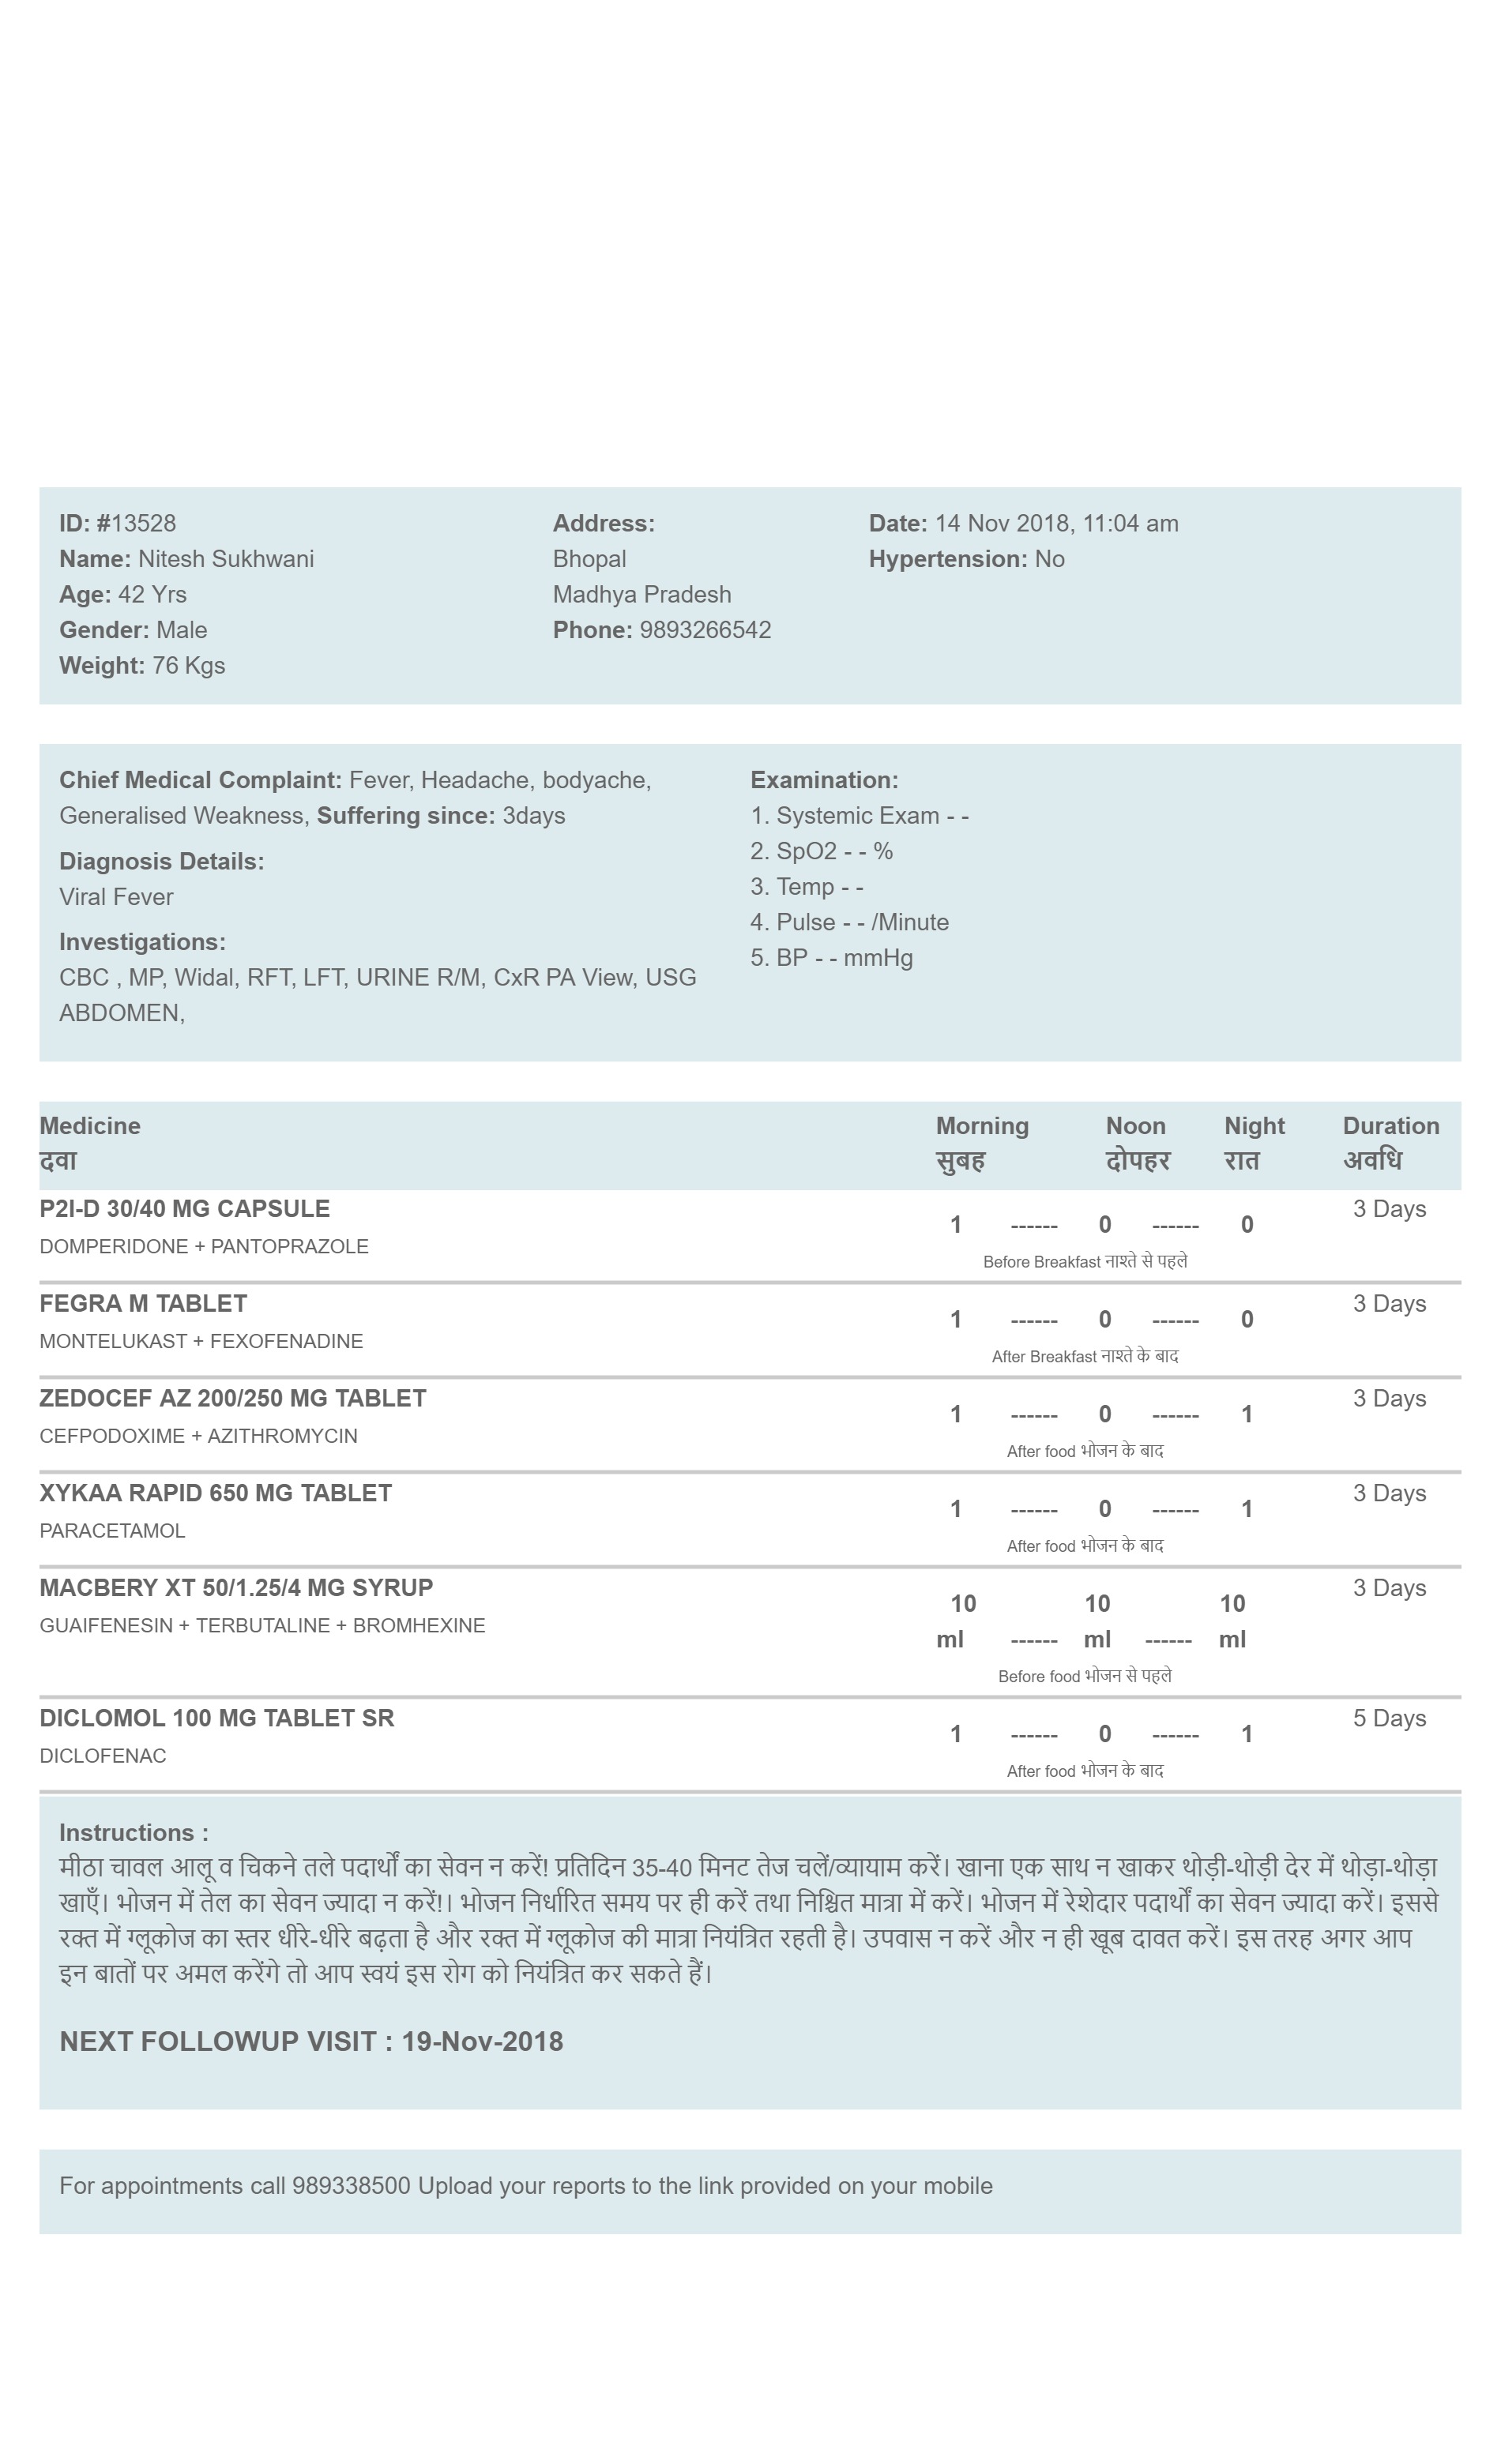 ID: #13528
Name: Nitesh Sukhwani
Age: 42 Yrs
Gender: Male
Weight: 76 Kgs
Address:
Bhopal
Madhya Pradesh
Phone: 9893266542
Date: 14 Nov 2018, 11:04 am
Hypertension: No
Chief Medical Complaint: Fever, Headache, bodyache,
Generalised Weakness, Suffering since: 3days
Diagnosis Details:
Viral Fever
Investigations:
CBC , MP, Widal, RFT, LFT, URINE R/M, CxR PA View, USG
ABDOMEN,
Examination:
1. Systemic Exam - -
2. SpO2 - - %
3. Temp - -
4. Pulse - - /Minute
5. BP - - mmHg
Medicine Morning Noon Night Duration
दवा सुबह दोपहर रात अवधि
P2I-D 30/40 MG CAPSULE 3 Days
1 ------ 0 ------ 0
DOMPERIDONE + PANTOPRAZOLE
Before Breakfast नाश्ते से पहले
FEGRA M TABLET 3 Days
1 ------ 0 ------ 0
MONTELUKAST + FEXOFENADINE
After Breakfast नाश्ते के बाद
ZEDOCEF AZ 200/250 MG TABLET 3 Days
1 ------ 0 ------ 1
CEFPODOXIME + AZITHROMYCIN
After food भोजन के बाद
XYKAA RAPID 650 MG TABLET 3 Days
1 ------ 0 ------ 1
PARACETAMOL
After food भोजन के बाद
MACBERY XT 50/1.25/4 MG SYRUP 3 Days
10 10 10
GUAIFENESIN + TERBUTALINE + BROMHEXINE
ml ------ ml ------ ml
Before food भोजन से पहले
DICLOMOL 100 MG TABLET SR 5 Days
1 ------ 0 ------ 1
DICLOFENAC
After food भोजन के बाद
Instructions :
मीठा चावल आलू व चिकने तले पदार्थों का सेवन न करें! प्रतिदिन 35-40 मिनट तेज चलें/व्यायाम करें। खाना एक साथ न खाकर थोड़ी-थोड़ी देर में थोड़ा-थोड़ा
खाएँ। भोजन में तेल का सेवन ज्यादा न करें!। भोजन निर्धारित समय पर ही करें तथा निश्चित मात्रा में करें। भोजन में रेशेदार पदार्थों का सेवन ज्यादा करें। इससे
रक्त में ग्लूकोज का स्तर धीरे-धीरे बढ़ता है और रक्त में ग्लूकोज की मात्रा नियंत्रित रहती है। उपवास न करें और न ही खूब दावत करें। इस तरह अगर आप
इन बातों पर अमल करेंगे तो आप स्वयं इस रोग को नियंत्रित कर सकते हैं।
NEXT FOLLOWUP VISIT : 19-Nov-2018
For appointments call 989338500 Upload your reports to the link provided on your mobile